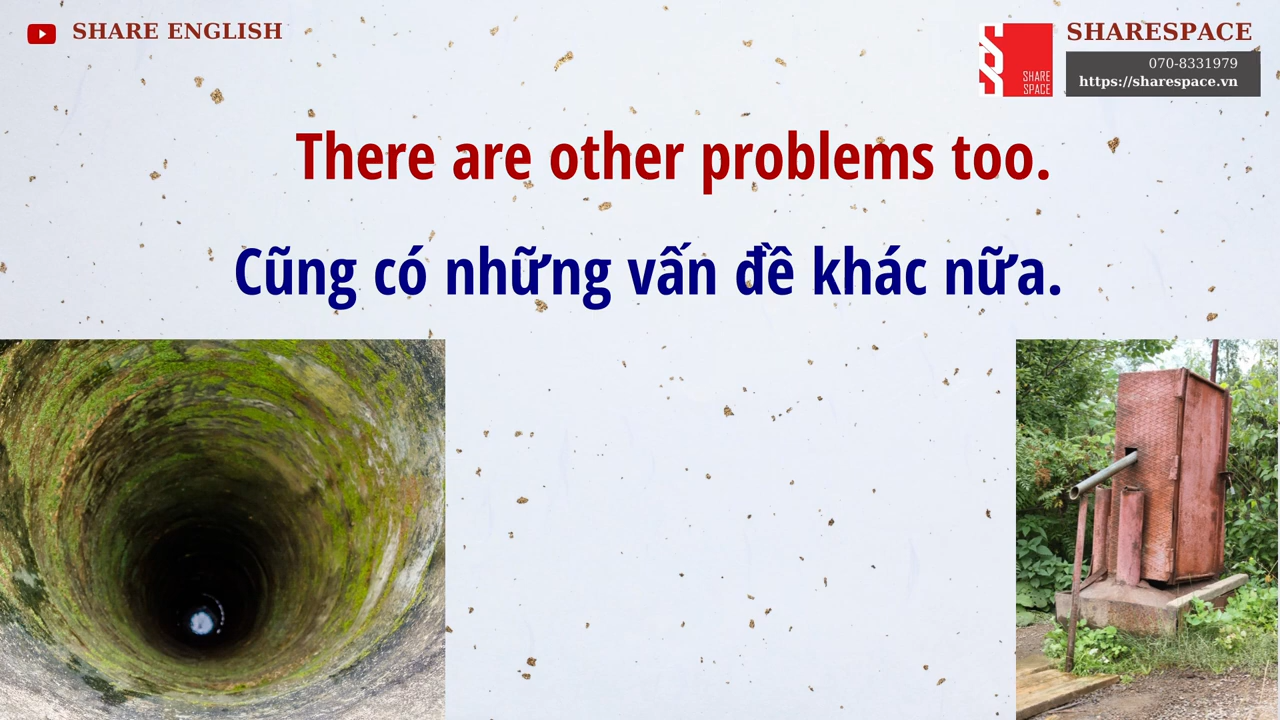 SHARE ENGLISH
SHARESPACE
SHARE
SPACE
070-8331979
https://sharespace.vn
There are other problems too.
Cũng có những vấn đề khác nữa.